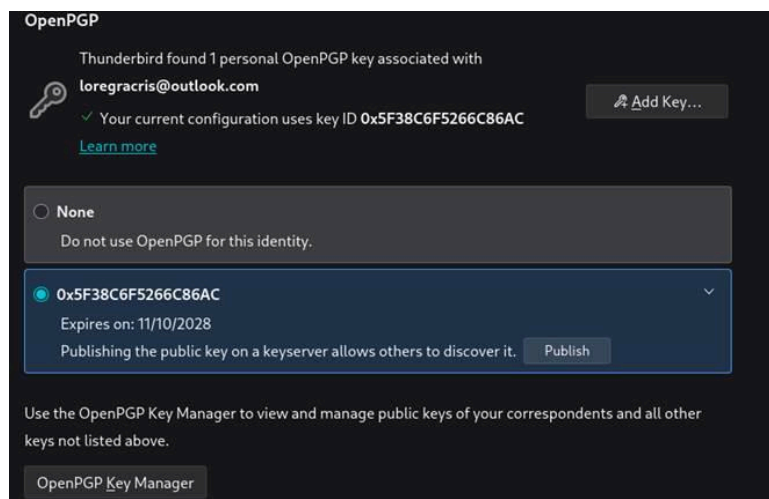 OpenPGP
Thunderbird found 1 personal OpenPGP key associated with
loregracris@outlook.com
Your current configuration uses key ID 0x5F38C6F5266C86AC
Add Key...
Learn more
None
Do not use OpenPGP for this identity.
0x5F38C6F5266C86AC
Expires on: 11/10/2028
Publishing the public key on a keyserver allows others to discover it. Publish
Use the OpenPGP Key Manager to view and manage public keys of your correspondents and all other
keys not listed above.
OpenPGP Key Manager